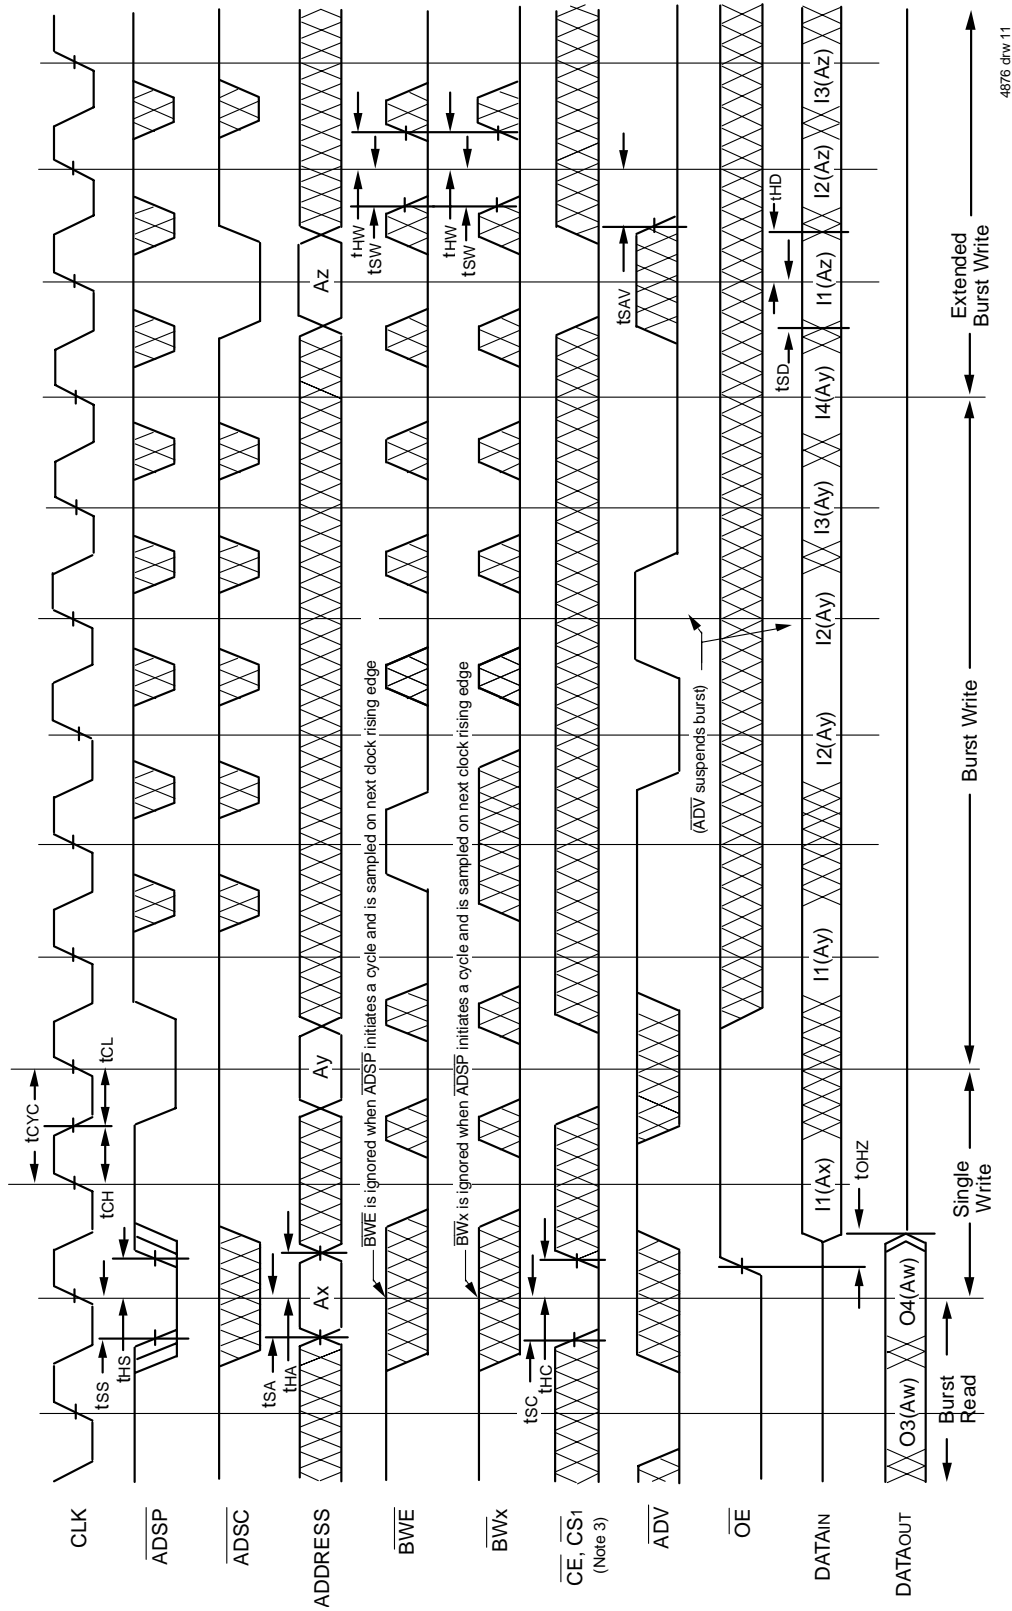 CLK
ADSP
ADSC
ADDRESS
BWE
BWx
CE, CS1
(Note 3)
ADV
OE
DATAIN
DATAOUT
tCYC
tCH
tCL
tSS
tHS
tSA
tHA
Ax
Ay
Az
BWE is ignored when ADSP initiates a cycle and is sampled on next clock rising edge
tHW
tSW
BWx is ignored when ADSP initiates a cycle and is sampled on next clock rising edge
tHW
tSW
tSC
tHC
tSAV
(ADV suspends burst)
tSD
tHD
I1(Ax)
I1(Ay)
I2(Ay)
I2(Ay)
I3(Ay)
I4(Ay)
I1(Az)
I2(Az)
I3(Az)
tOHZ
O3(Aw)
O4(Aw)
Burst
Read
Single
Write
Burst Write
Extended
Burst Write
4876 drw 11